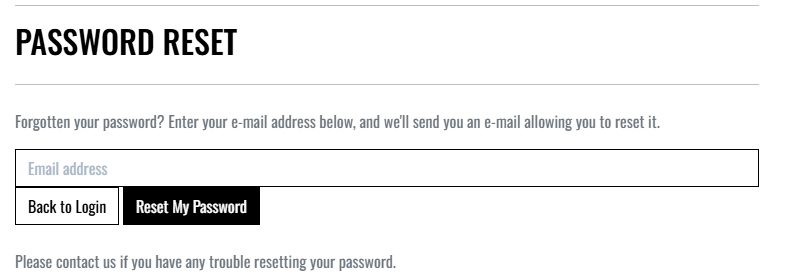 PASSWORD RESET
Forgotten your password? Enter your e-mail address below, and we'll send you an e-mail allowing you to reset it.
Email address
Back to Login Reset My Password
Please contact us if you have any trouble resetting your password.